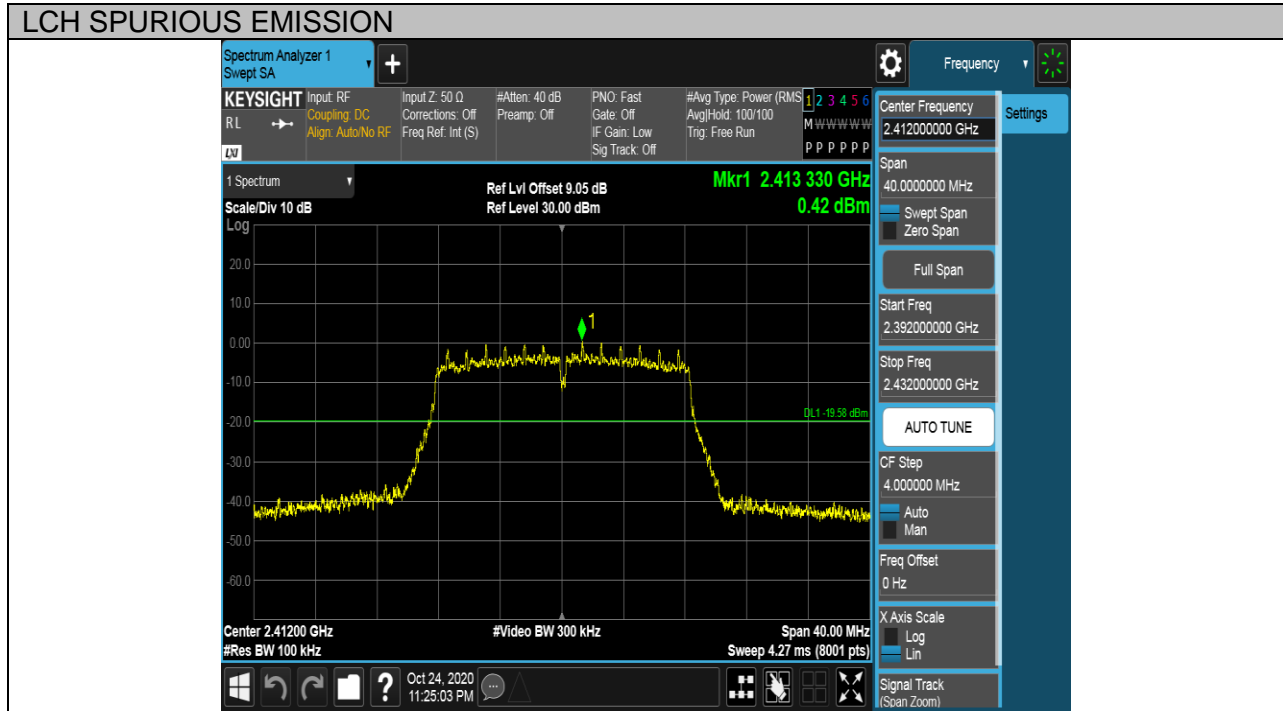 LCH SPURIOUS EMISSION
Spectrum Analyzer 1
Swept SA
Frequency
KEYSIGHT
RL
LXI
Input: RF
Coupling: DC
Align: Auto/No RF
Input Z: 50 Ω
Corrections: Off
Freq Ref: Int (S)
#Atten: 40 dB
Preamp: Off
PNO: Fast
Gate: Off
IF Gain: Low
Sig Track: Off
#Avg Type: Power (RMS
Avg|Hold: 100/100
Trig: Free Run
1 2 3 4 5 6
M W W W W W
P P P P P P
1 Spectrum
Scale/Div 10 dB
Ref Lvl Offset 9.05 dB
Ref Level 30.00 dBm
Mkr1 2.413 330 GHz
0.42 dBm
Log
20.0
10.0
0.00
-10.0
-20.0
-30.0
-40.0
-50.0
-60.0
1
DL1 -19.58 dBm
Center 2.41200 GHz
#Res BW 100 kHz
#Video BW 300 kHz
Span 40.00 MHz
Sweep 4.27 ms (8001 pts)
Oct 24, 2020
11:25:03 PM
Settings
Center Frequency
2.412000000 GHz
Span
40.0000000 MHz
Swept Span
Zero Span
Full Span
Start Freq
2.392000000 GHz
Stop Freq
2.432000000 GHz
AUTO TUNE
CF Step
4.000000 MHz
Auto
Man
Freq Offset
0 Hz
X Axis Scale
Log
Lin
Signal Track
(Span Zoom)